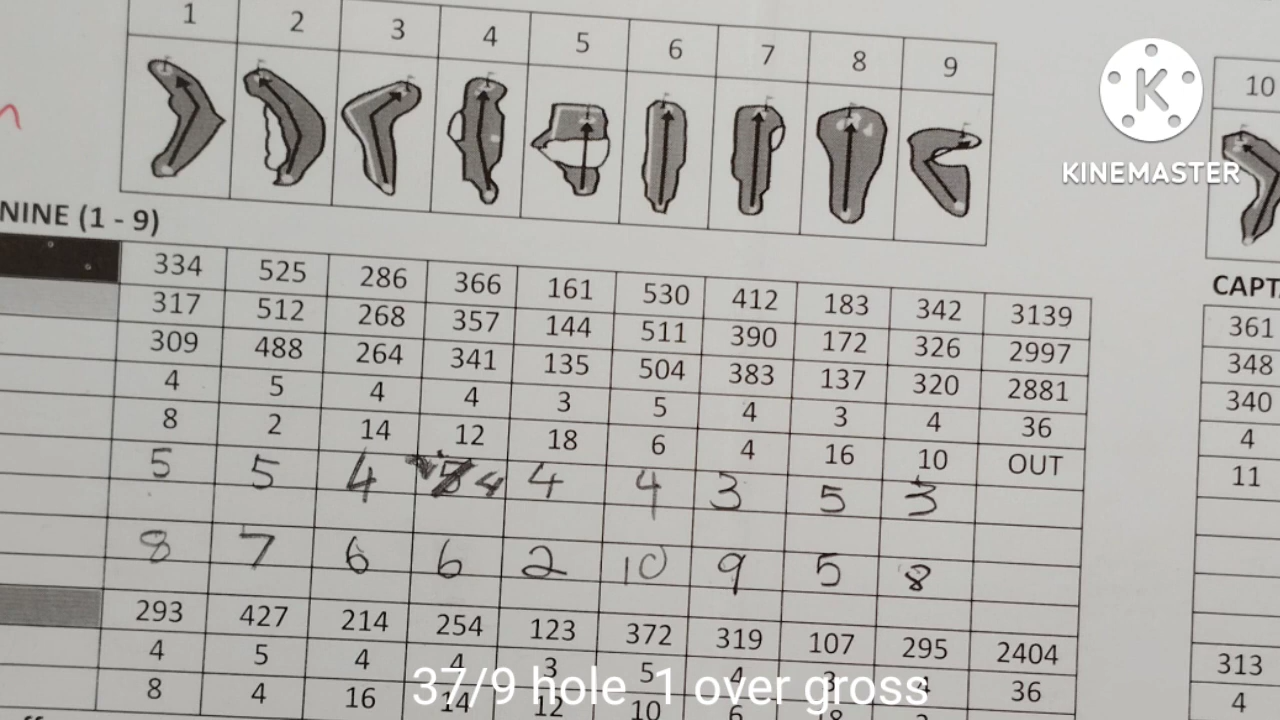 1 2 3 4 5 6 7 8 9
10
KINEMASTER
NINE (1 - 9)
CAPT
334 525 286 366 161 530 412 183 342 3139
317 512 268 357 144 511 390 172 326 2997
309 488 264 341 135 504 383 137 320 2881
4 5 4 4 3 5 4 3 4 36
8 2 14 12 18 6 4 16 10 OUT
5 5 4 4 4 4 3 5 3
8 7 6 6 2 10 9 5 8
293 427 214 254 123 372 319 107 295 2404
4 5 4 4 3 5 4 3 4 36
8 4 16 14 12 10 6
361
348
340
4
11
313
4
37/9 hole 1 over gross